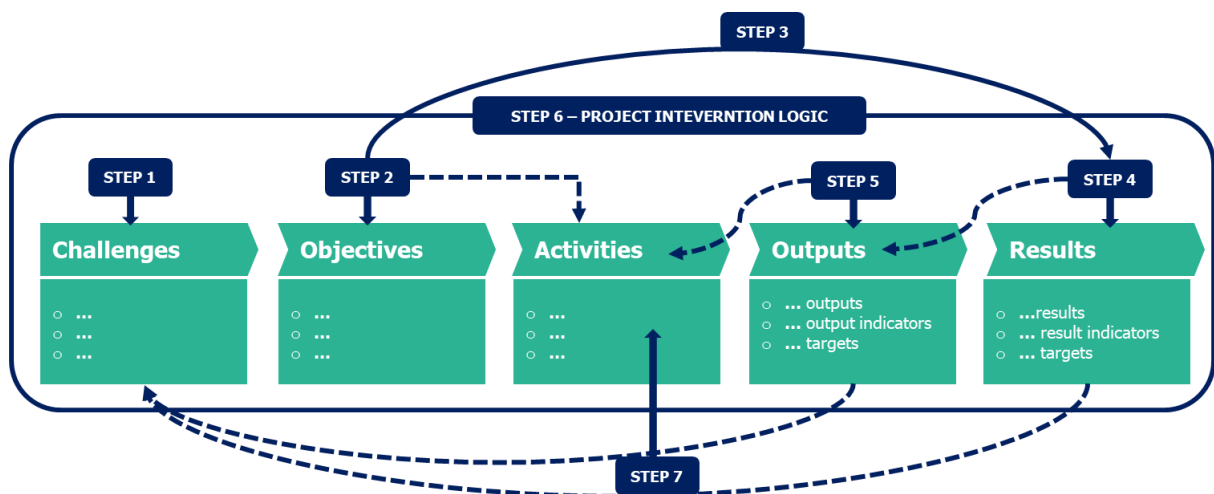 STEP 3
STEP 6 – PROJECT INTEVERNTION LOGIC
STEP 1
STEP 2
STEP 5
STEP 4
Challenges
Objectives
Activities
Outputs
Results
o ...
o ...
o ...
o ...
o ...
o ...
o ...
o ...
o ...
o ... outputs
o ... output indicators
o ... targets
o ...results
o ... result indicators
o ... targets
STEP 7